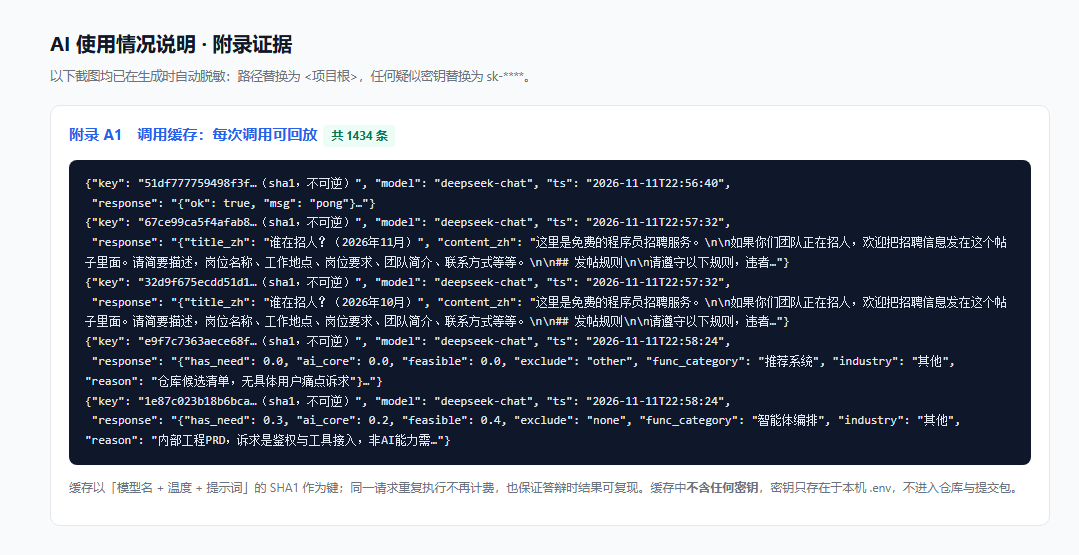 AI 使用情况说明 · 附录证据
以下截图均已在生成时自动脱敏：路径替换为 <项目根>，任何疑似密钥替换为 sk-****。
附录 A1 调用缓存：每次调用可回放 共 1434 条
{"key": "51df777759498f3f…（sha1，不可逆）", "model": "deepseek-chat", "ts": "2026-11-11T22:56:40",
"response": "{"ok": true, "msg": "pong"}…"}
{"key": "67ce99ca5f4afab8…（sha1，不可逆）", "model": "deepseek-chat", "ts": "2026-11-11T22:57:32",
"response": "{"title_zh": "谁在招人？（2026年11月）", "content_zh": "这里是免费的程序员招聘服务。\n\n如果你们团队正在招人，欢迎把招聘信息发在这个帖
子里面。请简要描述，岗位名称、工作地点、岗位要求、团队简介、联系方式等等。\n\n## 发帖规则\n\n请遵守以下规则，违者…"}
{"key": "32d9f675ecdd51d1…（sha1，不可逆）", "model": "deepseek-chat", "ts": "2026-11-11T22:57:32",
"response": "{"title_zh": "谁在招人？（2026年10月）", "content_zh": "这里是免费的程序员招聘服务。\n\n如果你们团队正在招人，欢迎把招聘信息发在这个帖
子里面。请简要描述，岗位名称、工作地点、岗位要求、团队简介、联系方式等等。\n\n## 发帖规则\n\n请遵守以下规则，违者…"}
{"key": "e9f7c7363aece68f…（sha1，不可逆）", "model": "deepseek-chat", "ts": "2026-11-11T22:58:24",
"response": "{"has_need": 0.0, "ai_core": 0.0, "feasible": 0.0, "exclude": "other", "func_category": "推荐系统", "industry": "其他",
"reason": "仓库候选清单，无具体用户痛点诉求"}…"}
{"key": "1e87c023b18b6bca…（sha1，不可逆）", "model": "deepseek-chat", "ts": "2026-11-11T22:58:24",
"response": "{"has_need": 0.3, "ai_core": 0.2, "feasible": 0.4, "exclude": "none", "func_category": "智能体编排", "industry": "其他",
"reason": "内部工程PRD，诉求是鉴权与工具接入，非AI能力需…"}
缓存以「模型名 + 温度 + 提示词」的 SHA1 作为键；同一请求重复执行不再计费，也保证答辩时结果可复现。缓存中不含任何密钥，密钥只存在于本机 .env，不进入仓库与提交包。